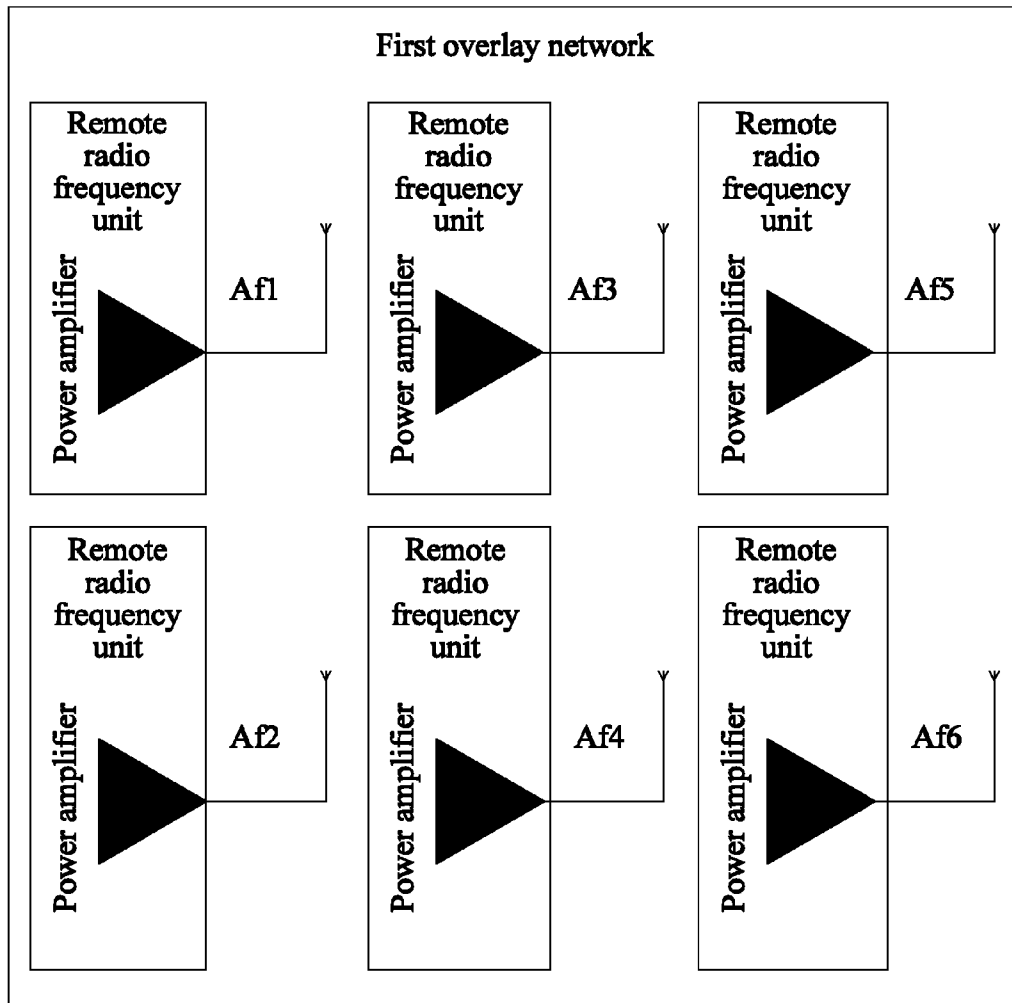 First overlay network
Remote
radio
frequency
unit
Power amplifier
Af1
Remote
radio
frequency
unit
Power amplifier
Af3
Remote
radio
frequency
unit
Power amplifier
Af5
Remote
radio
frequency
unit
Power amplifier
Af2
Remote
radio
frequency
unit
Power amplifier
Af4
Remote
radio
frequency
unit
Power amplifier
Af6